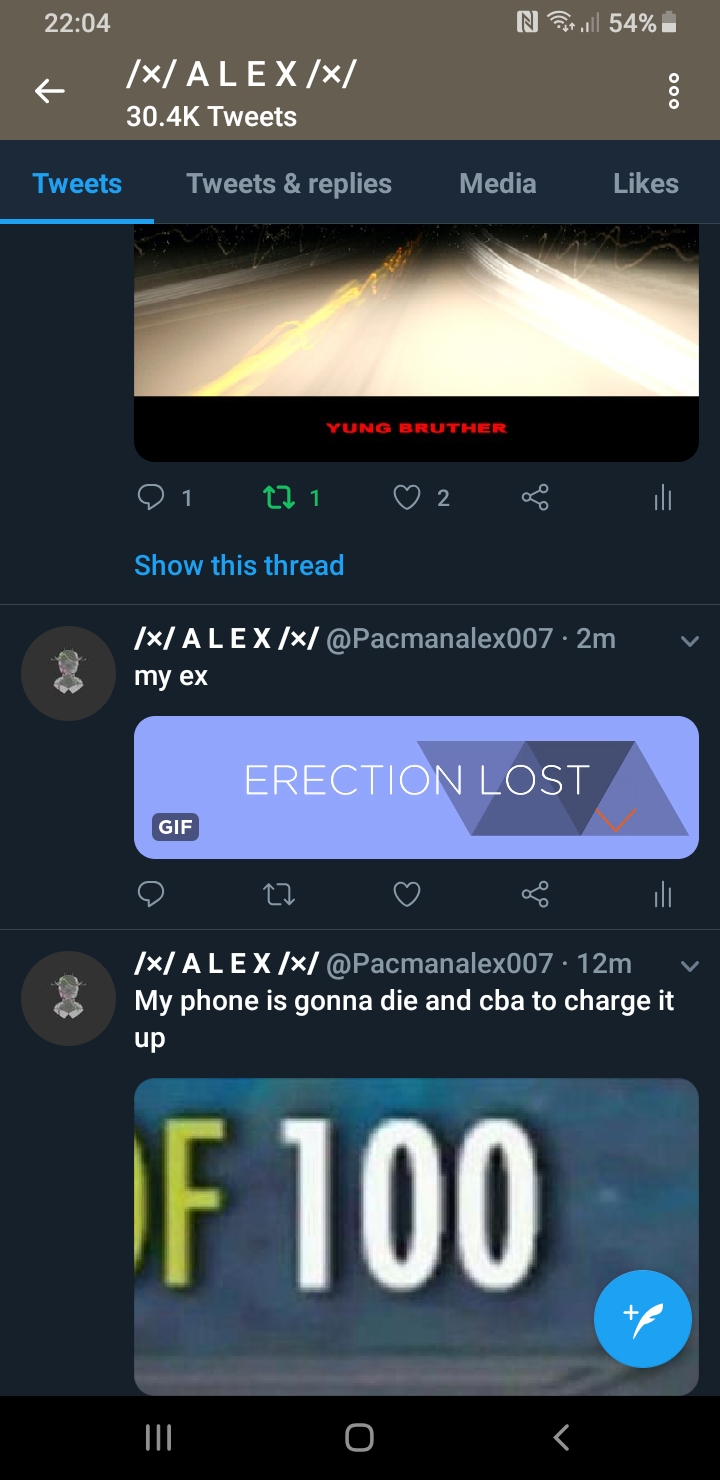 22:04 54%
/×/ A L E X /×/
30.4K Tweets
Tweets Tweets & replies Media Likes
YUNG BRUTHER
1 1 2
Show this thread
/×/ A L E X /×/ @Pacmanalex007 · 2m
my ex
ERECTION LOST
GIF
/×/ A L E X /×/ @Pacmanalex007 · 12m
My phone is gonna die and cba to charge it
up
OF 100